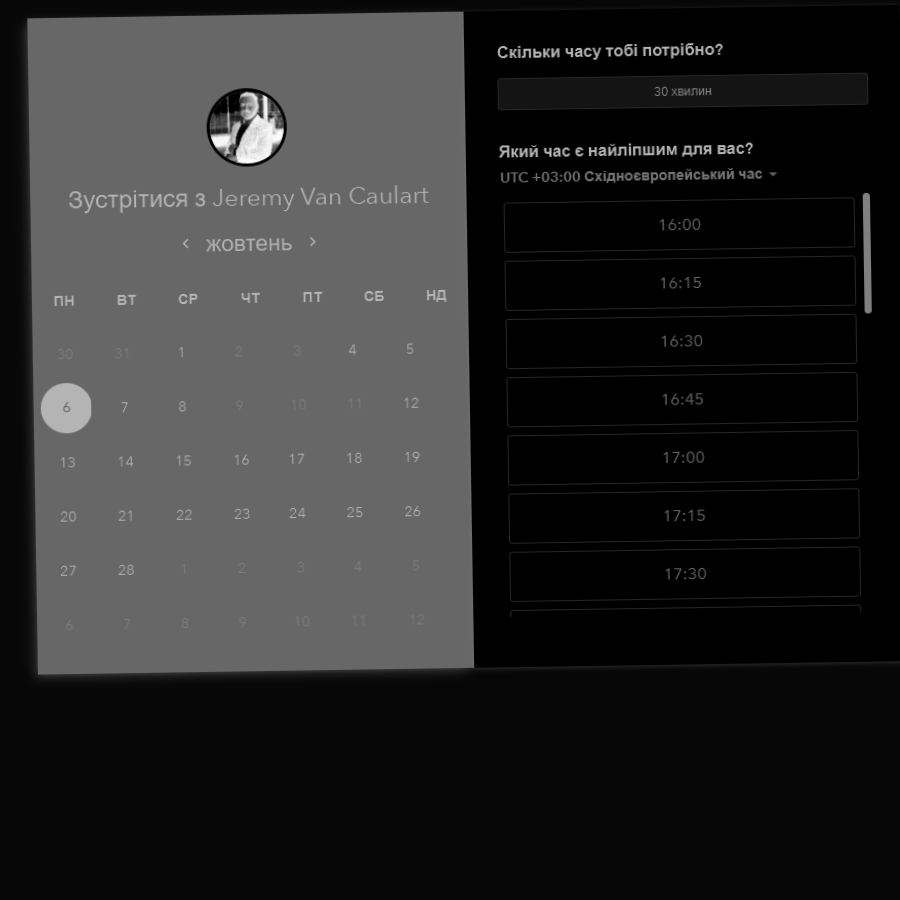 Зустрітися з Jeremy Van Caulart
‹ жовтень ›
ПН ВТ СР ЧТ ПТ СБ НД
30 31 1 2 3 4 5
6 7 8 9 10 11 12
13 14 15 16 17 18 19
20 21 22 23 24 25 26
27 28 1 2 3 4 5
6 7 8 9 10 11 12
Скільки часу тобі потрібно?
30 хвилин
Який час є найліпшим для вас?
UTC +03:00 Східноєвропейський час
16:00
16:15
16:30
16:45
17:00
17:15
17:30